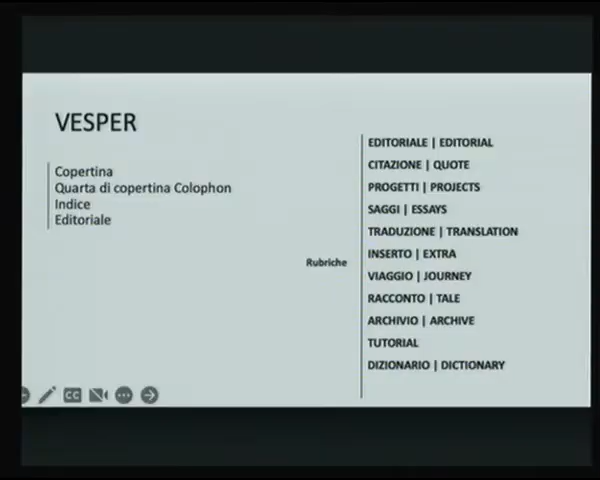 VESPER
Copertina
Quarta di copertina Colophon
Indice
Editoriale
Rubriche
EDITORIALE | EDITORIAL
CITAZIONE | QUOTE
PROGETTI | PROJECTS
SAGGI | ESSAYS
TRADUZIONE | TRANSLATION
INSERTO | EXTRA
VIAGGIO | JOURNEY
RACCONTO | TALE
ARCHIVIO | ARCHIVE
TUTORIAL
DIZIONARIO | DICTIONARY
CC